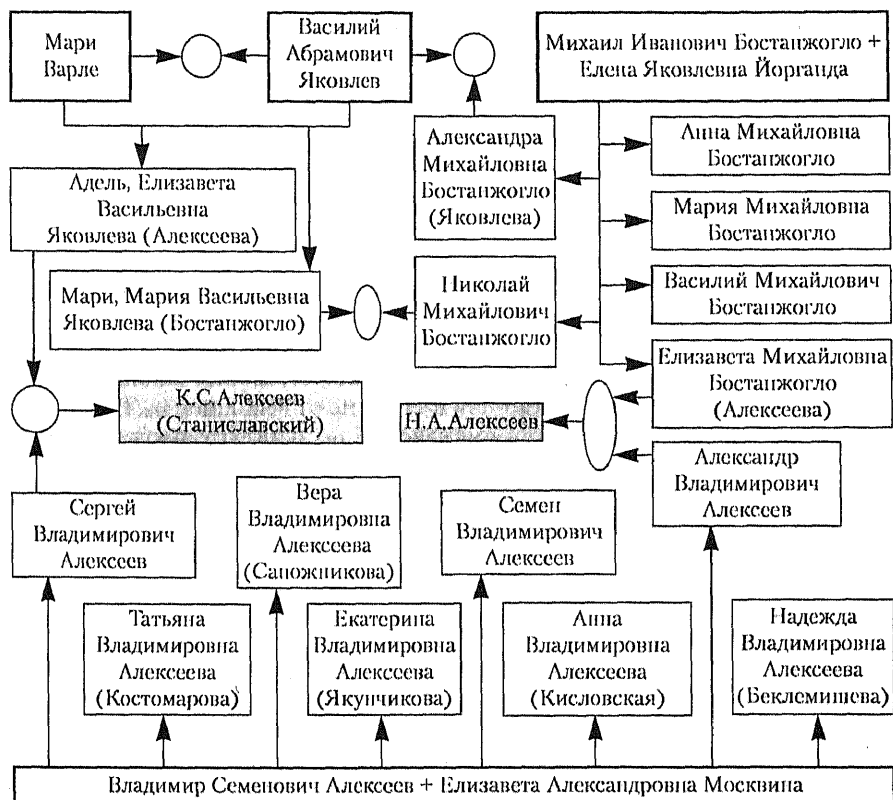 Мари
Варле
Василий
Абрамович
Яковлев
Михаил Иванович Бостанжогло +
Елена Яковлевна Йорганда
Александра
Михайловна
Бостанжогло
(Яковлева)
Анна Михайловна
Бостанжогло
Адель, Елизавета
Васильевна
Яковлева (Алексеева)
Мария Михайловна
Бостанжогло
Мари, Мария Васильевна
Яковлева (Бостанжогло)
Николай
Михайлович
Бостанжогло
Василий Михайлович
Бостанжогло
Елизавета Михайловна
Бостанжогло
(Алексеева)
К.С.Алексеев
(Станиславский)
Н.А.Алексеев
Александр
Владимирович
Алексеев
Сергей
Владимирович
Алексеев
Вера
Владимировна
Алексеева
(Сапожникова)
Семен
Владимирович
Алексеев
Татьяна
Владимировна
Алексеева
(Костомарова)
Екатерина
Владимировна
Алексеева
(Якунчикова)
Анна
Владимировна
Алексеева
(Кисловская)
Надежда
Владимировна
Алексеева
(Беклемишева)
Владимир Семенович Алексеев + Елизавета Александровна Москвина